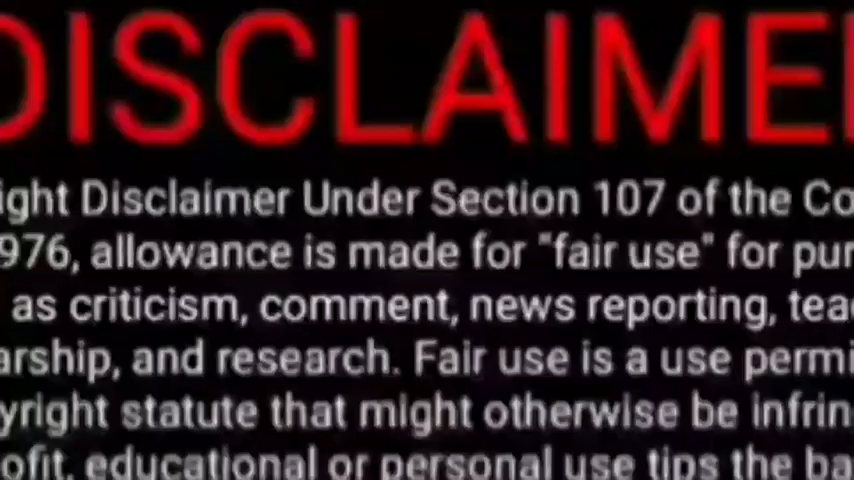 DISCLAIME
ight Disclaimer Under Section 107 of the Co
976, allowance is made for "fair use" for pur
as criticism, comment, news reporting, tea
arship, and research. Fair use is a use permi
yright statute that might otherwise be infrin
ofit, educational or personal use tips the ba